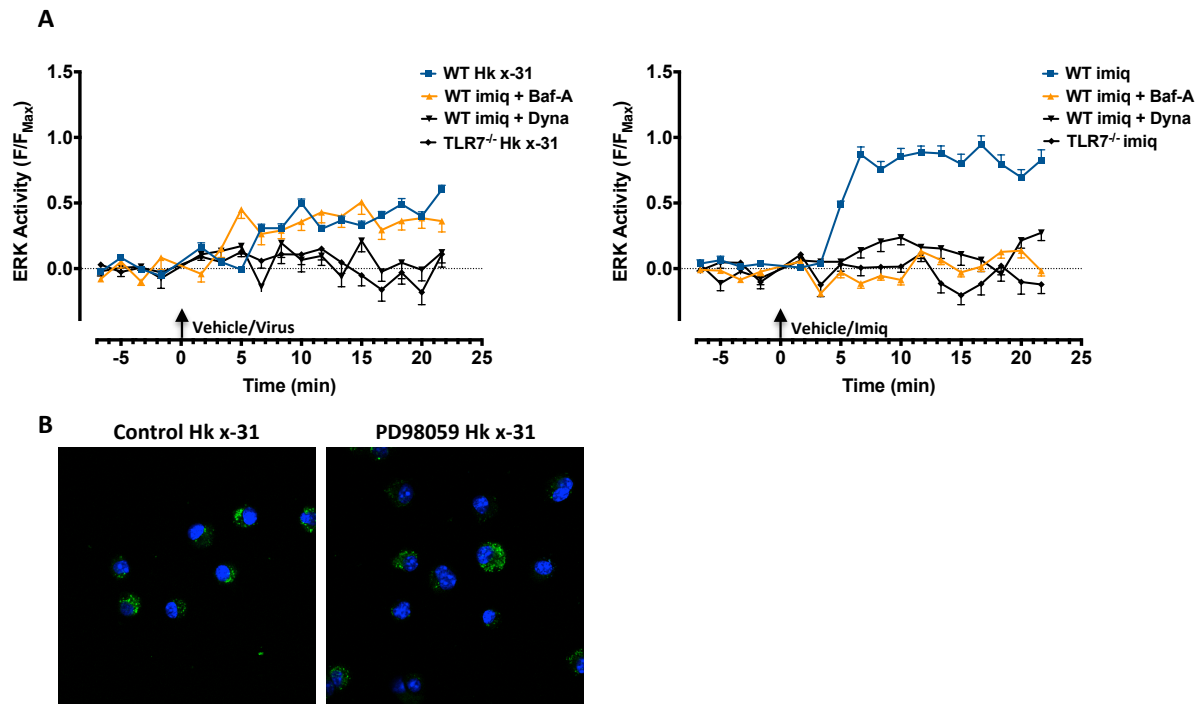 A
1.5
1.0
0.5
0.0
ERK Activity (F/F_Max)
WT Hk x-31
WT imiq + Baf-A
WT imiq + Dyna
TLR7-/- Hk x-31
Vehicle/Virus
-5 0 5 10 15 20 25
Time (min)
1.5
1.0
0.5
0.0
ERK Activity (F/F_Max)
WT imiq
WT imiq + Baf-A
WT imiq + Dyna
TLR7-/- imiq
Vehicle/Imiq
-5 0 5 10 15 20 25
Time (min)
B
Control Hk x-31
PD98059 Hk x-31